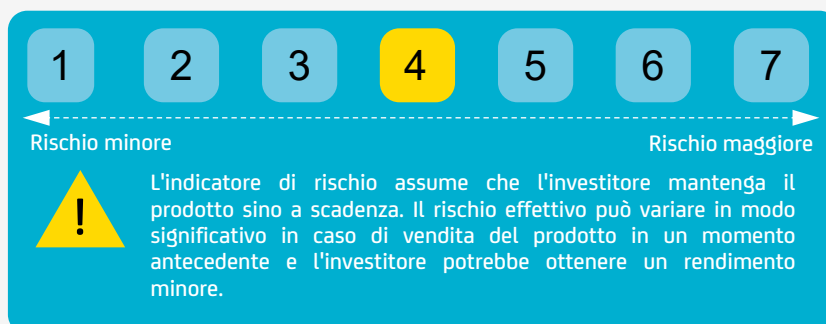 1 2 3 4 5 6 7
Rischio minore Rischio maggiore
! L'indicatore di rischio assume che l'investitore mantenga il
prodotto sino a scadenza. Il rischio effettivo può variare in modo
significativo in caso di vendita del prodotto in un momento
antecedente e l'investitore potrebbe ottenere un rendimento
minore.